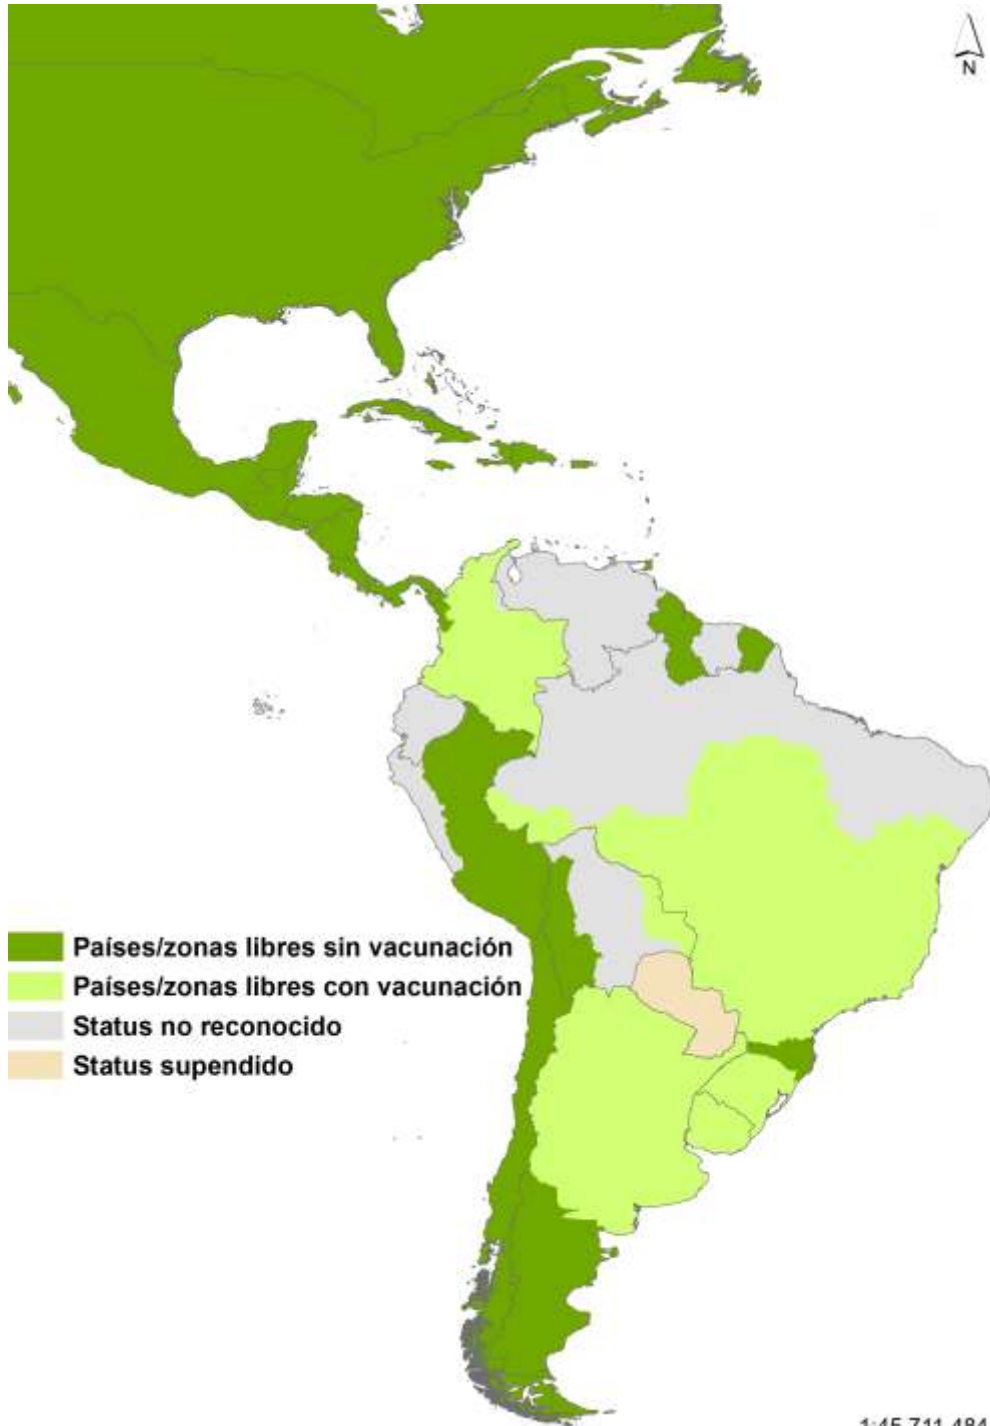 N
Países/zonas libres sin vacunación
Países/zonas libres con vacunación
Status no reconocido
Status supendido
1:45.711.484